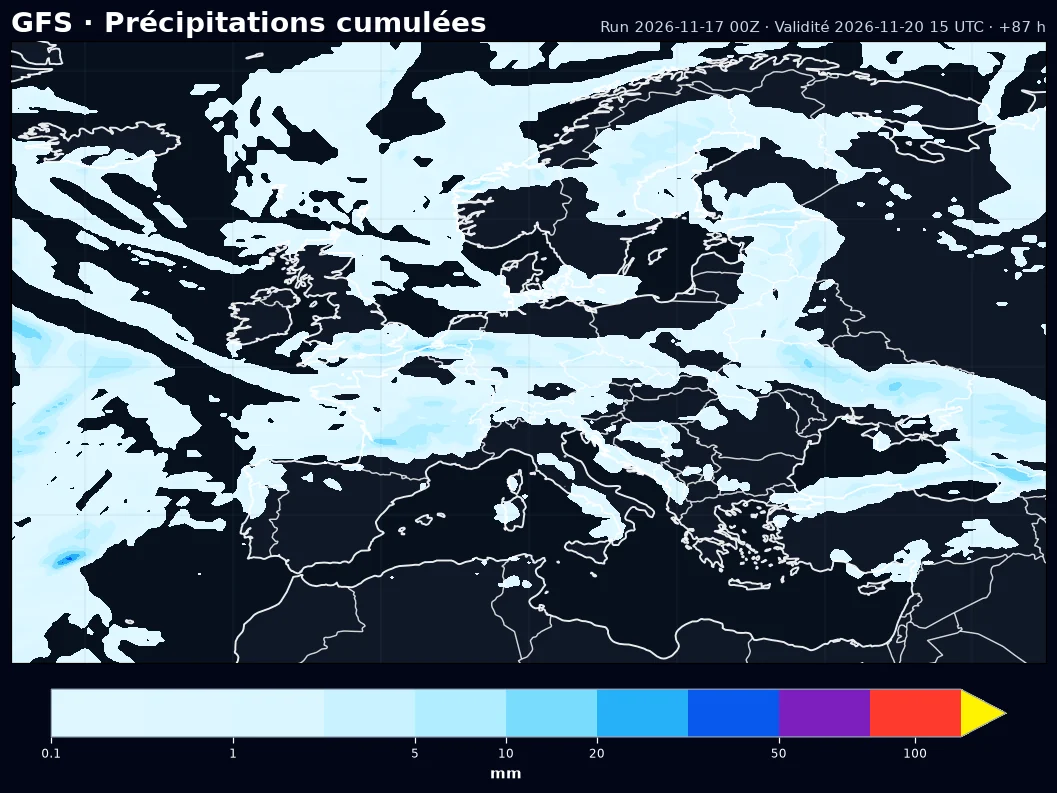 GFS · Précipitations cumulées
Run 2026-11-17 00Z · Validité 2026-11-20 15 UTC · +87 h
0.1 1 5 10 20 50 100
mm